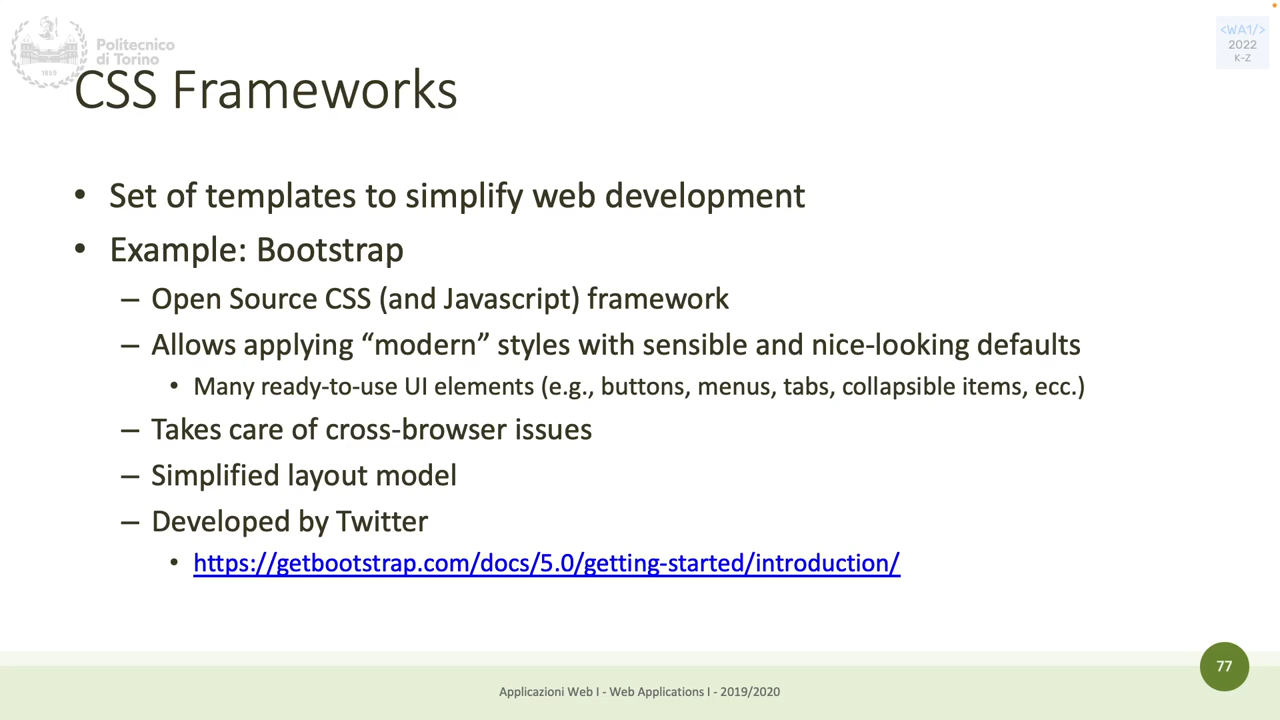 Politecnico
di Torino
1859
<WA1/>
2022
K-Z
CSS Frameworks
• Set of templates to simplify web development
• Example: Bootstrap
– Open Source CSS (and Javascript) framework
– Allows applying “modern” styles with sensible and nice-looking defaults
• Many ready-to-use UI elements (e.g., buttons, menus, tabs, collapsible items, ecc.)
– Takes care of cross-browser issues
– Simplified layout model
– Developed by Twitter
• https://getbootstrap.com/docs/5.0/getting-started/introduction/
77
Applicazioni Web I - Web Applications I - 2019/2020